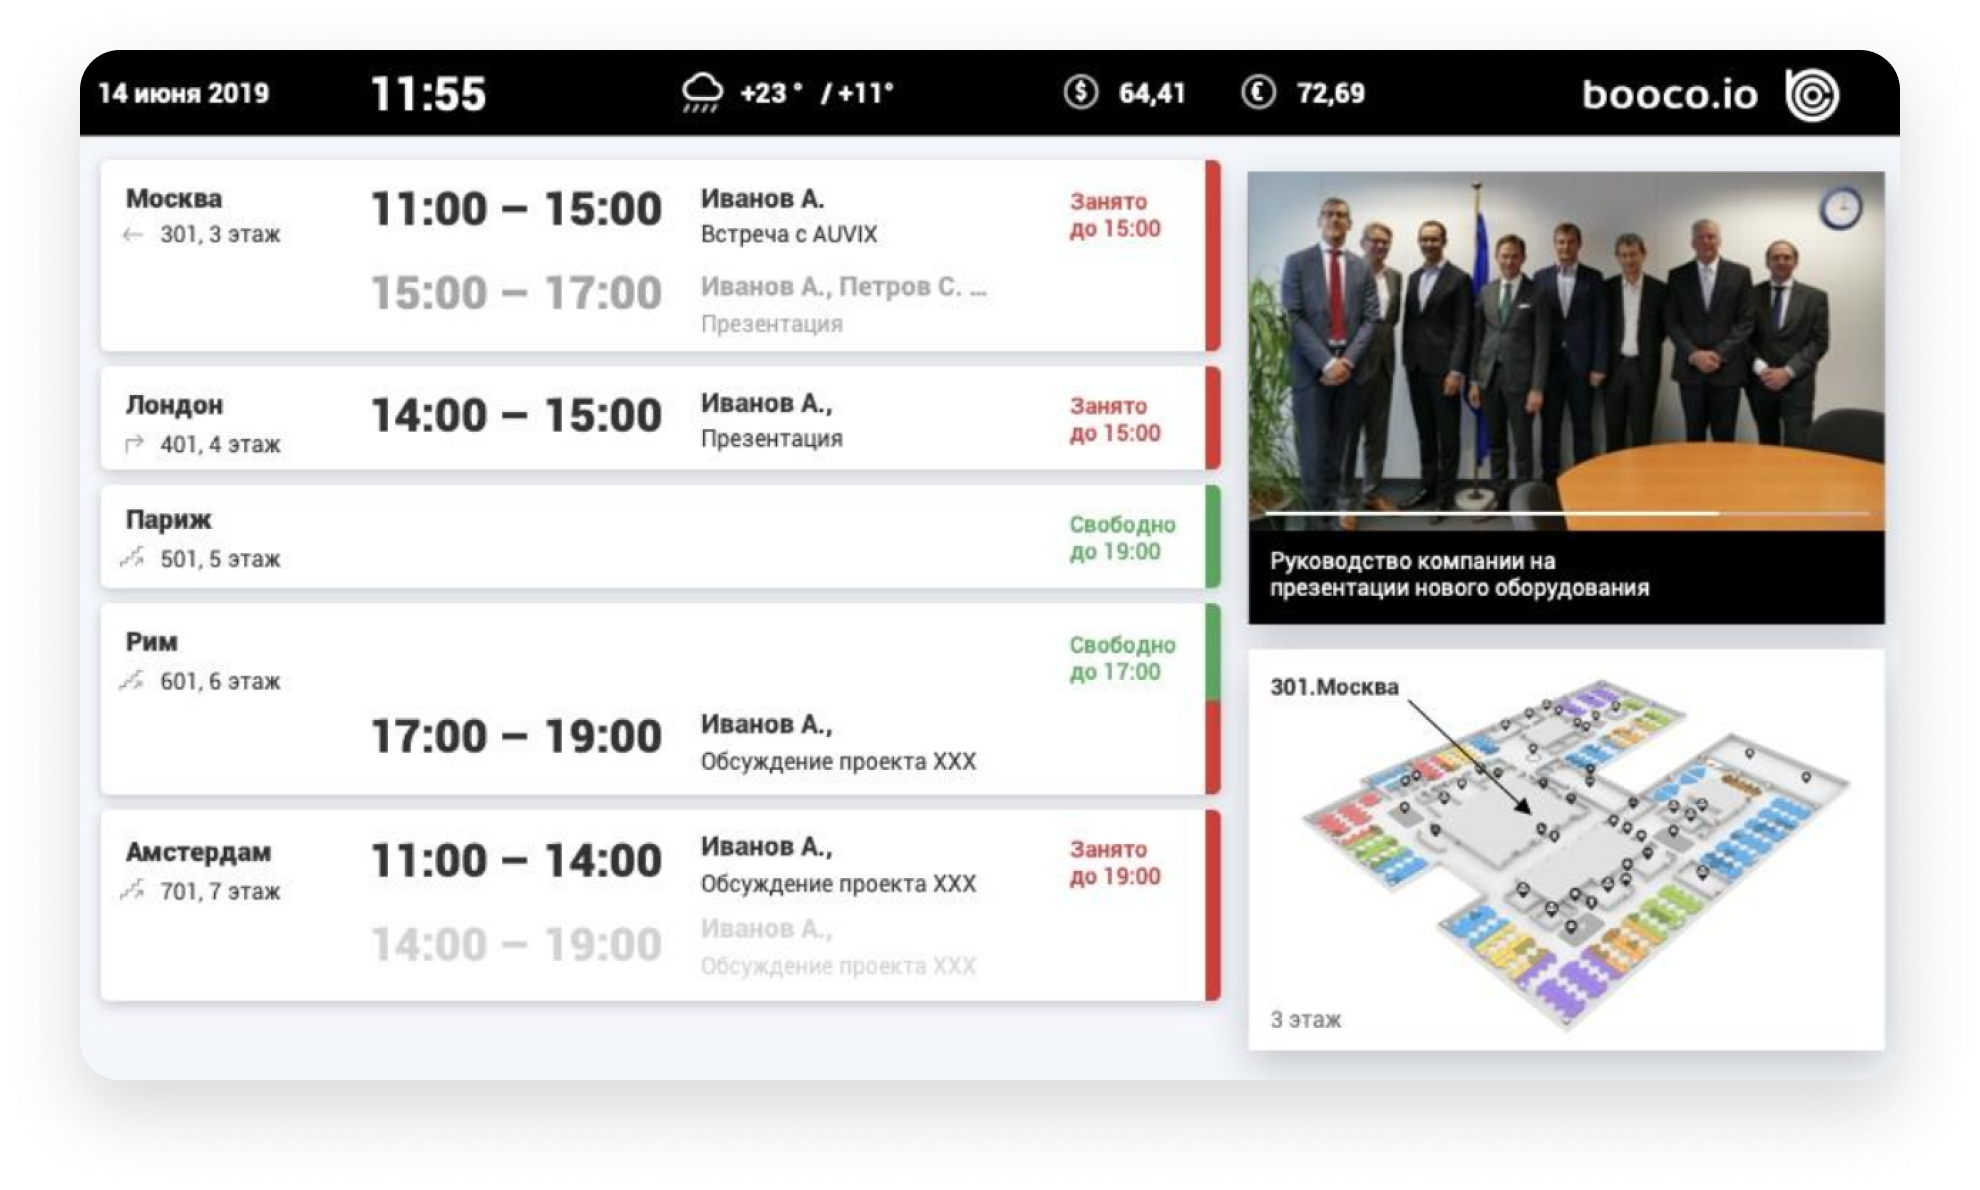 14 июня 2019
11:55
+23° / +11°
$ 64,41
€ 72,69
booco.io
Москва
← 301, 3 этаж
11:00 – 15:00
Иванов А.
Встреча с AUVIX
Занято
до 15:00
15:00 – 17:00
Иванов А., Петров С. ...
Презентация
Лондон
401, 4 этаж
14:00 – 15:00
Иванов А.,
Презентация
Занято
до 15:00
Париж
501, 5 этаж
Свободно
до 19:00
Рим
601, 6 этаж
Свободно
до 17:00
17:00 – 19:00
Иванов А.,
Обсуждение проекта XXX
Амстердам
701, 7 этаж
11:00 – 14:00
Иванов А.,
Обсуждение проекта XXX
Занято
до 19:00
14:00 – 19:00
Иванов А.,
Обсуждение проекта XXX
Руководство компании на
презентации нового оборудования
301.Москва
3 этаж